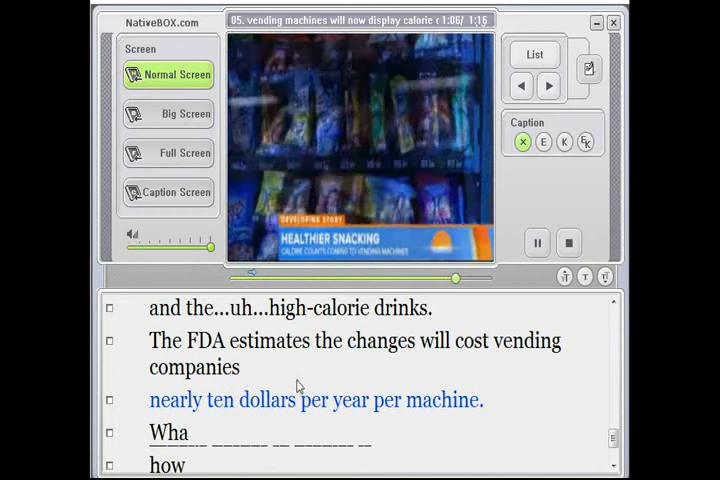 NativeBOX.com
05. vending machines will now display calorie c 1:06/ 1:16
Screen
Normal Screen
Big Screen
Full Screen
Caption Screen
List
Caption
X E K EK
T T T
DEVELOPING STORY
HEALTHIER SNACKING
CALORIE COUNTS COMING TO VENDING MACHINES
and the...uh...high-calorie drinks.
The FDA estimates the changes will cost vending
companies
nearly ten dollars per year per machine.
Wha
how